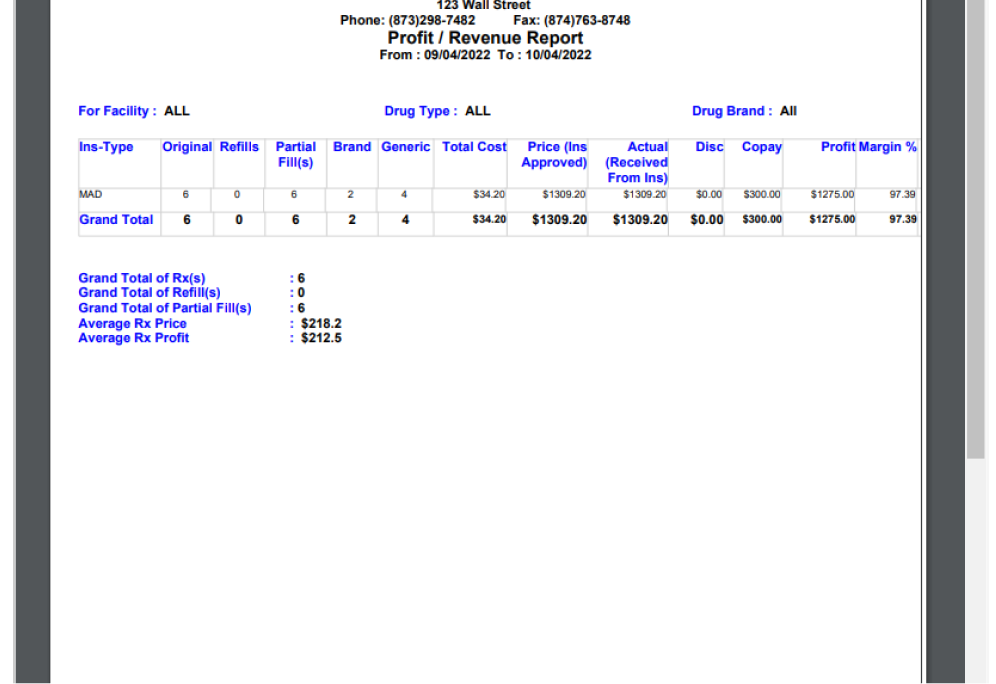 123 Wall Street
Phone: (873)298-7482 Fax: (874)763-8748
Profit / Revenue Report
From : 09/04/2022 To : 10/04/2022
For Facility : ALL Drug Type : ALL Drug Brand : All
Ins-Type Original Refills Partial Fill(s) Brand Generic Total Cost Price (Ins Approved) Actual (Received From Ins) Disc Copay Profit Margin %
MAD 6 0 6 2 4 $34.20 $1309.20 $1309.20 $0.00 $300.00 $1275.00 97.39
Grand Total 6 0 6 2 4 $34.20 $1309.20 $1309.20 $0.00 $300.00 $1275.00 97.39
Grand Total of Rx(s) : 6
Grand Total of Refill(s) : 0
Grand Total of Partial Fill(s) : 6
Average Rx Price : $218.2
Average Rx Profit : $212.5